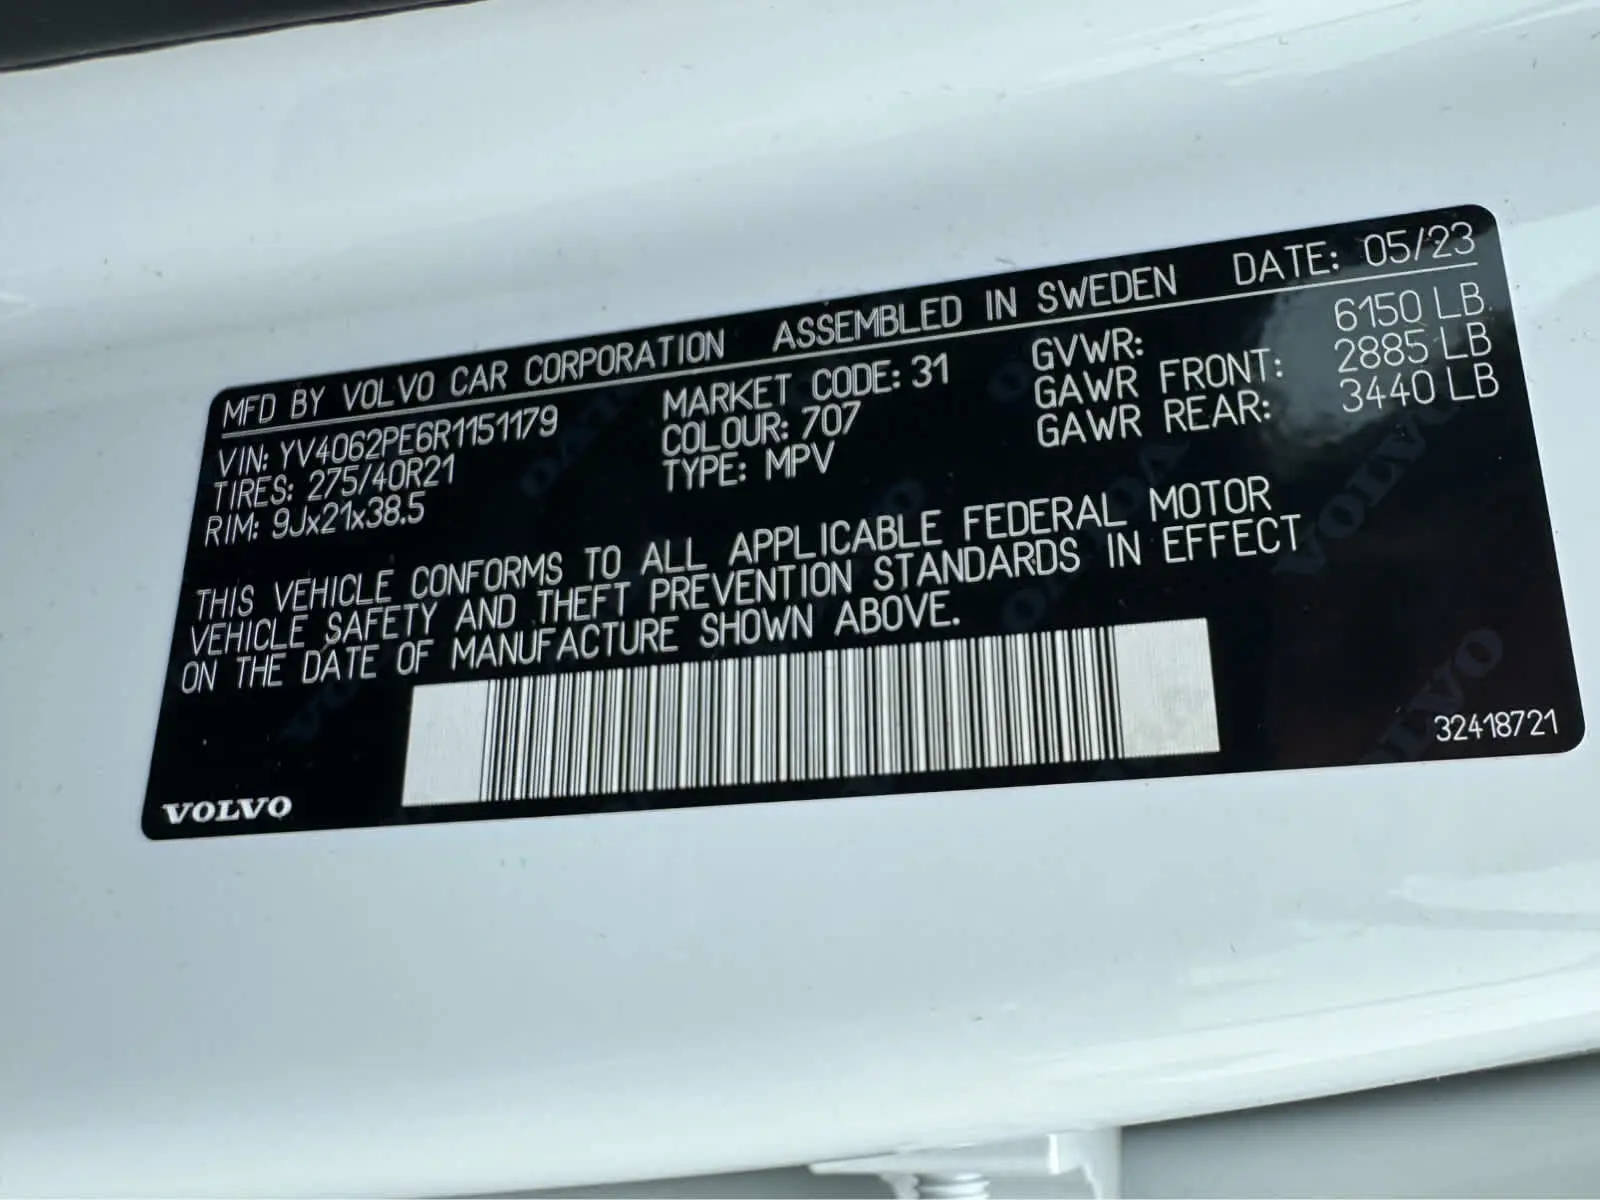 MFD BY VOLVO CAR CORPORATION ASSEMBLED IN SWEDEN DATE: 05/23
VIN: YV4062PE6R1151179 MARKET CODE: 31 GVWR: 6150 LB
TIRES: 275/40R21 COLOUR: 707 GAWR FRONT: 2885 LB
RIM: 9Jx21x38.5 TYPE: MPV GAWR REAR: 3440 LB
THIS VEHICLE CONFORMS TO ALL APPLICABLE FEDERAL MOTOR
VEHICLE SAFETY AND THEFT PREVENTION STANDARDS IN EFFECT
ON THE DATE OF MANUFACTURE SHOWN ABOVE.
32418721
VOLVO